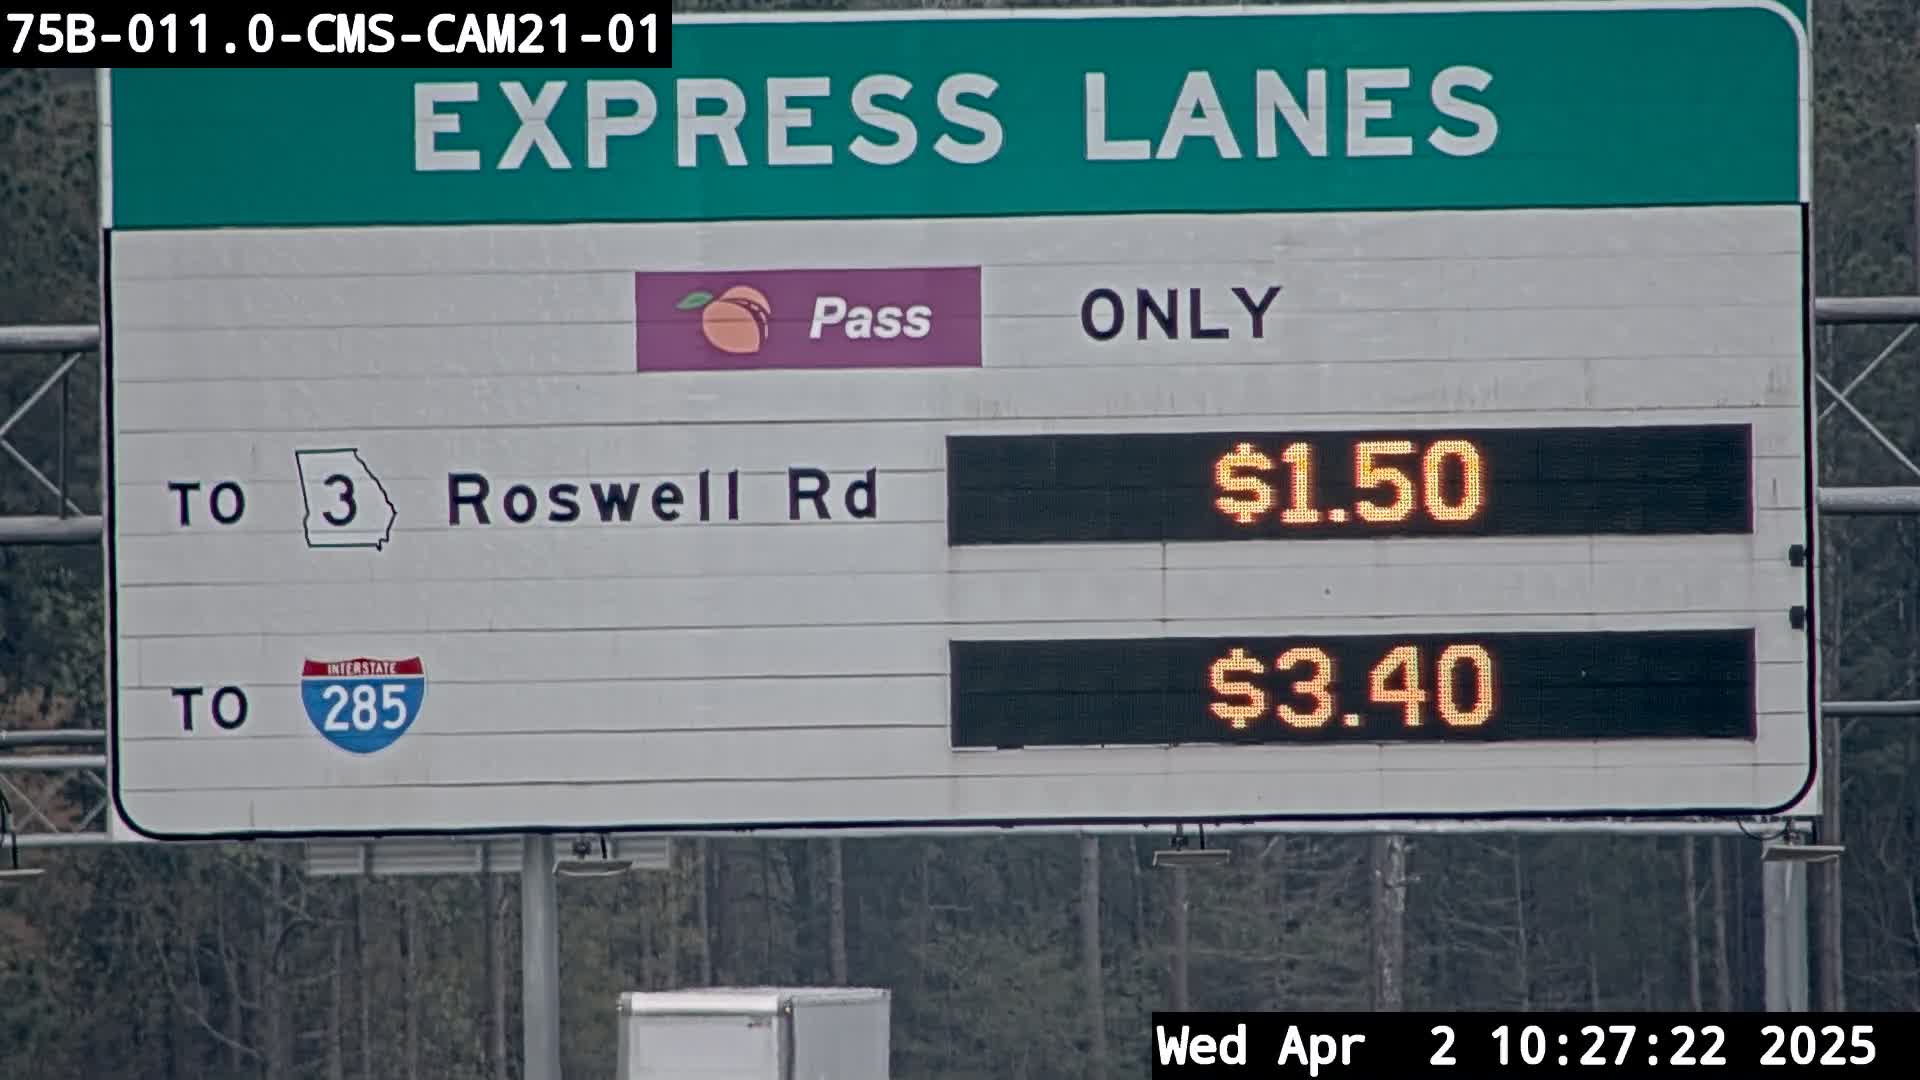 75B-011.0-CMS-CAM21-01
EXPRESS LANES
Pass ONLY
TO 3 Roswell Rd $1.50
TO INTERSTATE 285 $3.40
Wed Apr 2 10:27:22 2025